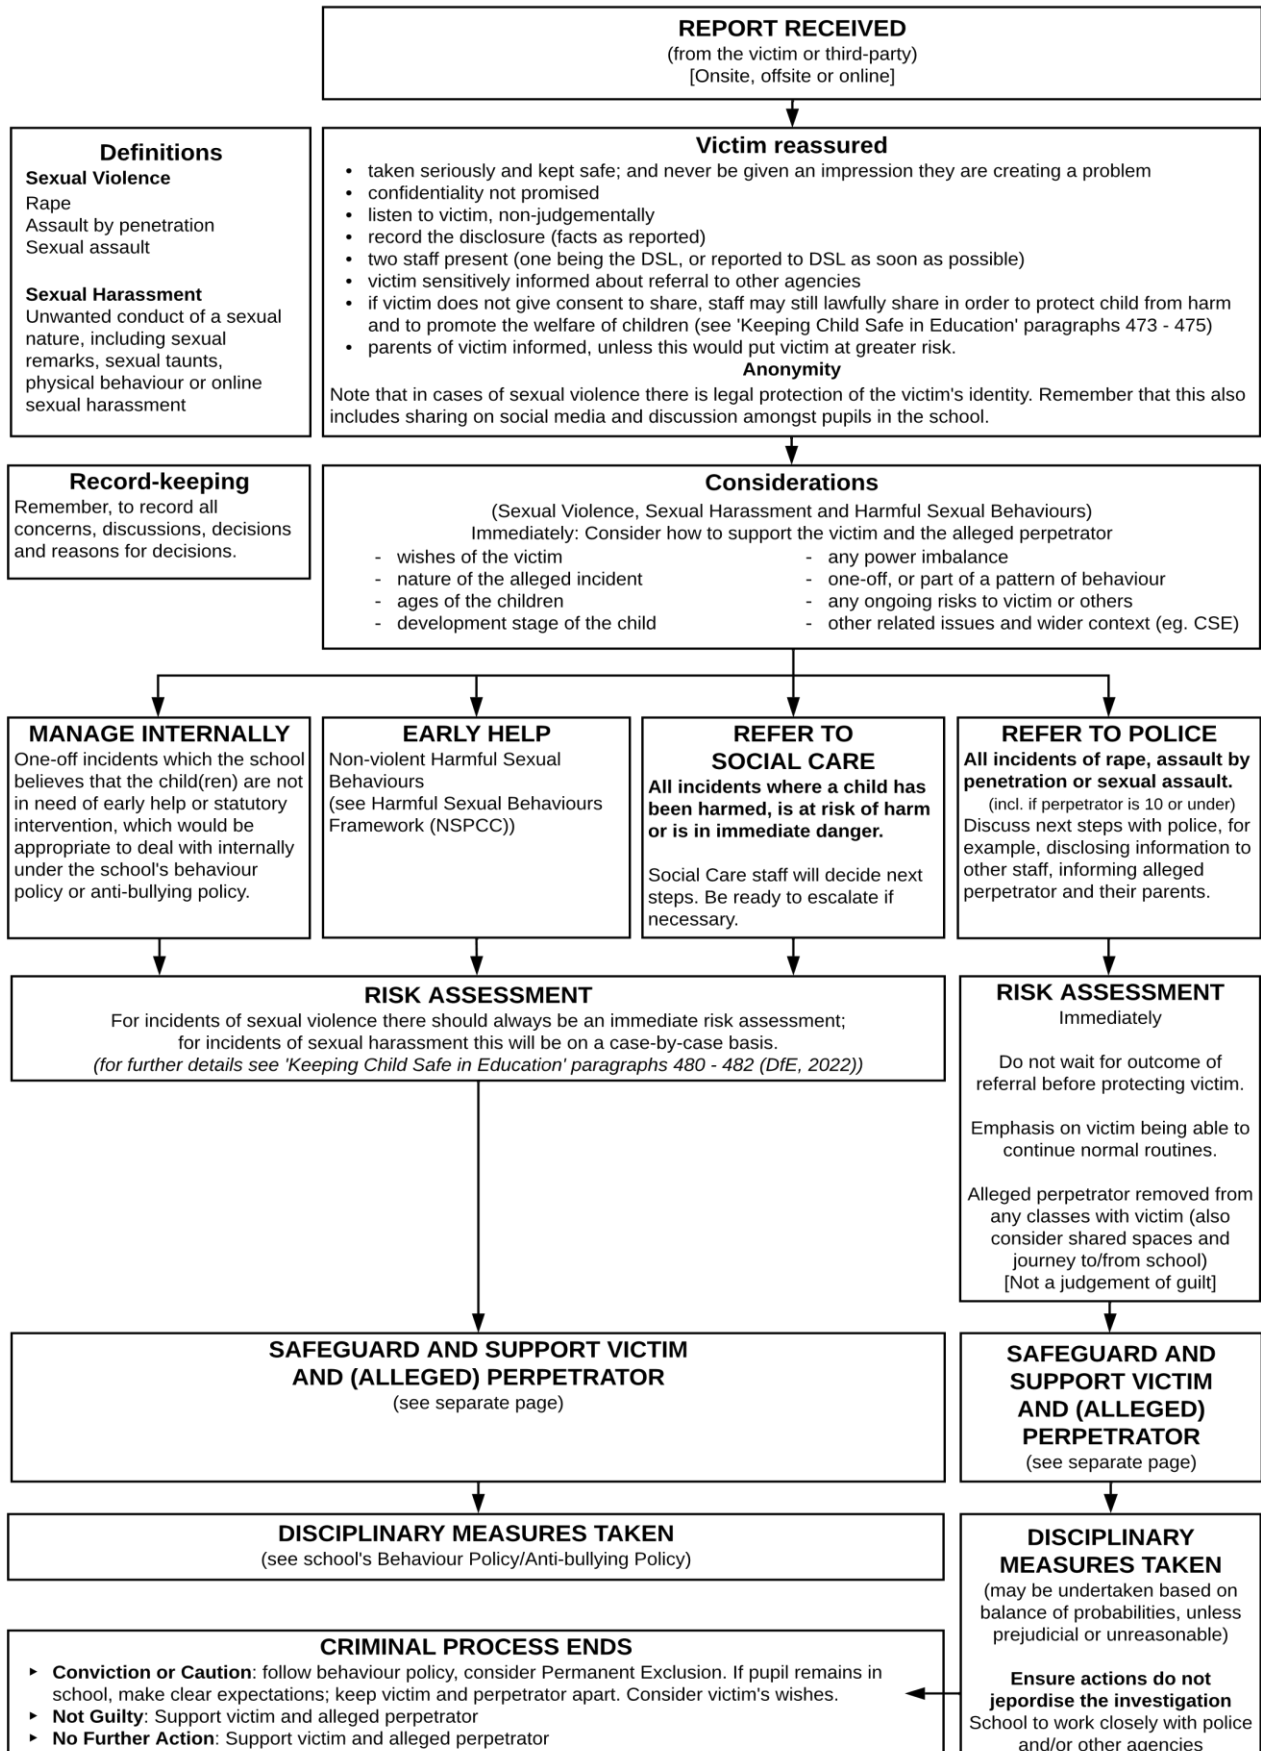 REPORT RECEIVED
(from the victim or third-party)
[Onsite, offsite or online]
Definitions
Sexual Violence
Rape
Assault by penetration
Sexual assault
Sexual Harassment
Unwanted conduct of a sexual
nature, including sexual
remarks, sexual taunts,
physical behaviour or online
sexual harassment
Victim reassured
• taken seriously and kept safe; and never be given an impression they are creating a problem
• confidentiality not promised
• listen to victim, non-judgementally
• record the disclosure (facts as reported)
• two staff present (one being the DSL, or reported to DSL as soon as possible)
• victim sensitively informed about referral to other agencies
• if victim does not give consent to share, staff may still lawfully share in order to protect child from harm
and to promote the welfare of children (see 'Keeping Child Safe in Education' paragraphs 473 - 475)
• parents of victim informed, unless this would put victim at greater risk.
Anonymity
Note that in cases of sexual violence there is legal protection of the victim's identity. Remember that this also
includes sharing on social media and discussion amongst pupils in the school.
Record-keeping
Remember, to record all
concerns, discussions, decisions
and reasons for decisions.
Considerations
(Sexual Violence, Sexual Harassment and Harmful Sexual Behaviours)
Immediately: Consider how to support the victim and the alleged perpetrator
- wishes of the victim
- nature of the alleged incident
- ages of the children
- development stage of the child
- any power imbalance
- one-off, or part of a pattern of behaviour
- any ongoing risks to victim or others
- other related issues and wider context (eg. CSE)
MANAGE INTERNALLY
One-off incidents which the school
believes that the child(ren) are not
in need of early help or statutory
intervention, which would be
appropriate to deal with internally
under the school's behaviour
policy or anti-bullying policy.
EARLY HELP
Non-violent Harmful Sexual
Behaviours
(see Harmful Sexual Behaviours
Framework (NSPCC))
REFER TO
SOCIAL CARE
All incidents where a child has
been harmed, is at risk of harm
or is in immediate danger.
Social Care staff will decide next
steps. Be ready to escalate if
necessary.
REFER TO POLICE
All incidents of rape, assault by
penetration or sexual assault.
(incl. if perpetrator is 10 or under)
Discuss next steps with police, for
example, disclosing information to
other staff, informing alleged
perpetrator and their parents.
RISK ASSESSMENT
For incidents of sexual violence there should always be an immediate risk assessment;
for incidents of sexual harassment this will be on a case-by-case basis.
(for further details see 'Keeping Child Safe in Education' paragraphs 480 - 482 (DfE, 2022))
RISK ASSESSMENT
Immediately
Do not wait for outcome of
referral before protecting victim.
Emphasis on victim being able to
continue normal routines.
Alleged perpetrator removed from
any classes with victim (also
consider shared spaces and
journey to/from school)
[Not a judgement of guilt]
SAFEGUARD AND SUPPORT VICTIM
AND (ALLEGED) PERPETRATOR
(see separate page)
SAFEGUARD AND
SUPPORT VICTIM
AND (ALLEGED)
PERPETRATOR
(see separate page)
DISCIPLINARY MEASURES TAKEN
(see school's Behaviour Policy/Anti-bullying Policy)
DISCIPLINARY
MEASURES TAKEN
(may be undertaken based on
balance of probabilities, unless
prejudicial or unreasonable)
Ensure actions do not
jepordise the investigation
School to work closely with police
and/or other agencies
CRIMINAL PROCESS ENDS
▸ Conviction or Caution: follow behaviour policy, consider Permanent Exclusion. If pupil remains in
school, make clear expectations; keep victim and perpetrator apart. Consider victim's wishes.
▸ Not Guilty: Support victim and alleged perpetrator
▸ No Further Action: Support victim and alleged perpetrator